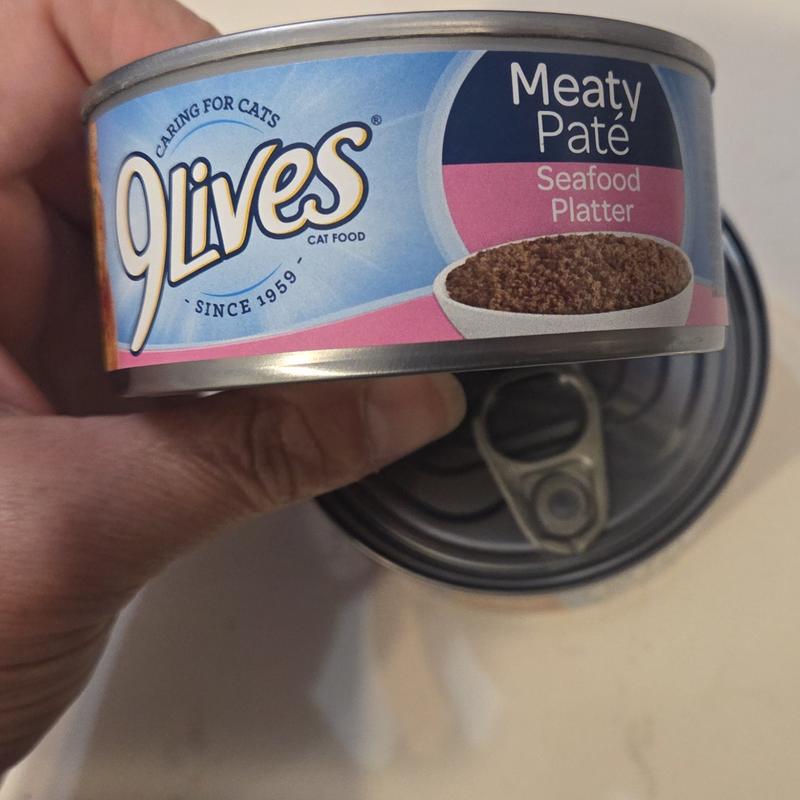 CARING FOR CATS
9Lives®
CAT FOOD
- SINCE 1959 -
Meaty
Paté
Seafood
Platter